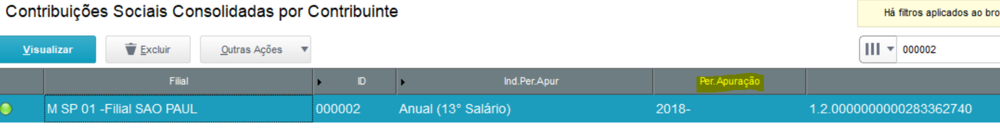 Contribuições Sociais Consolidadas por Contribuinte
Há filtros aplicados ao bro
Visualizar Excluir Outras Ações 000002
Filial ID Ind.Per.Apur Per.Apuração
M SP 01 -Filial SAO PAUL 000002 Anual (13° Salário) 2018- 1.2.0000000000283362740